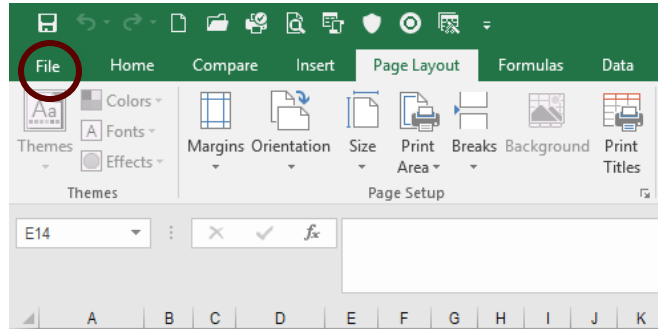 File Home Compare Insert Page Layout Formulas Data
Aa Colors
A Fonts
Themes Effects Margins Orientation Size Print Area Breaks Background Print Titles
Themes Page Setup
E14 fx
A B C D E F G H I J K